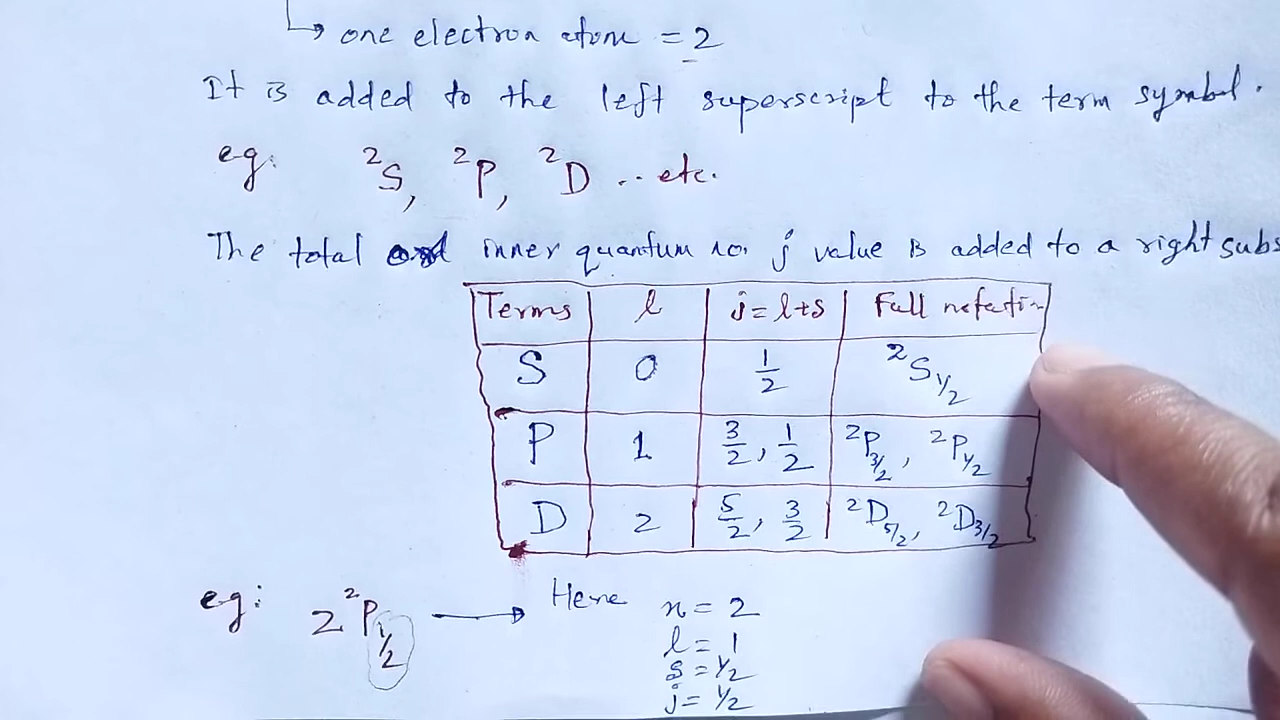 ↳ one electron atom = 2
It is added to the left superscript to the term symbol.
eg: ²S, ²P, ²D ... etc.
The total inner quantum no. j value is added to a right subs
Terms | l | j = l + s | Full notation
S | 0 | 1/2 | ²S1/2
P | 1 | 3/2, 1/2 | ²P3/2, ²P1/2
D | 2 | 5/2, 3/2 | ²D5/2, ²D3/2
eg: 2²P1/2 ⟶ Here n = 2
l = 1
s = 1/2
j = 1/2